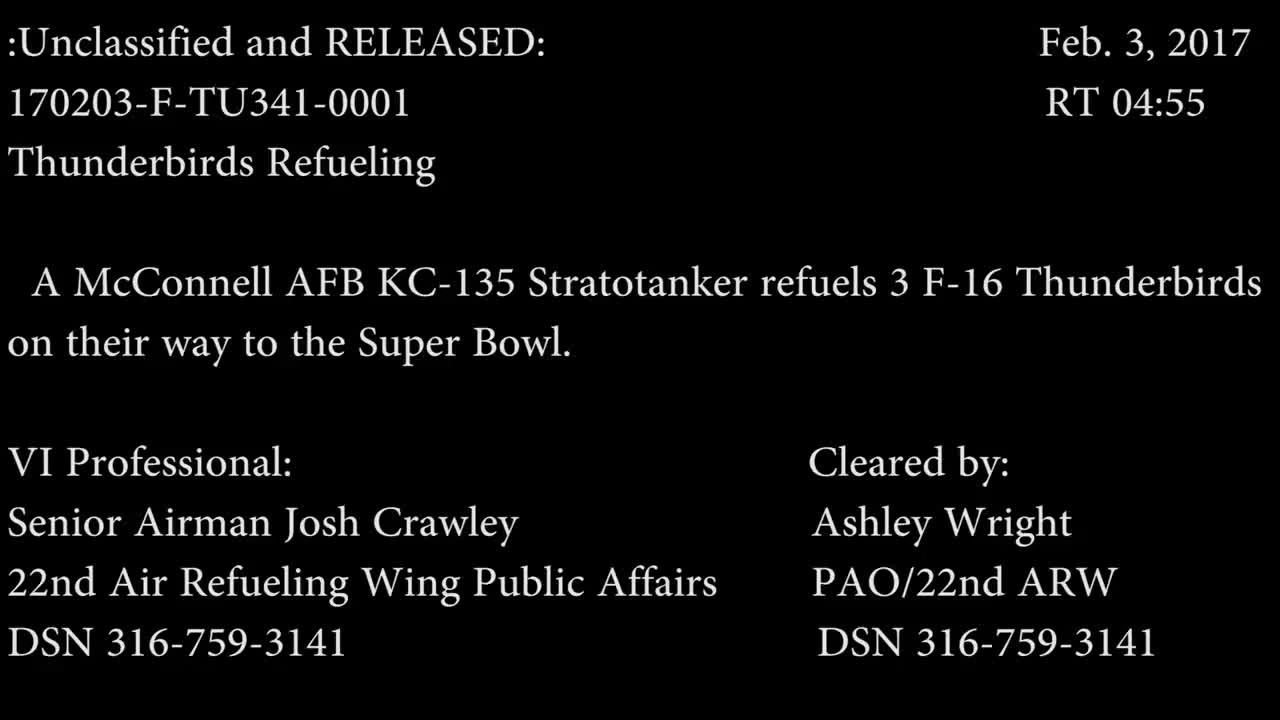 :Unclassified and RELEASED: Feb. 3, 2017
170203-F-TU341-0001 RT 04:55
Thunderbirds Refueling
A McConnell AFB KC-135 Stratotanker refuels 3 F-16 Thunderbirds
on their way to the Super Bowl.
VI Professional: Cleared by:
Senior Airman Josh Crawley Ashley Wright
22nd Air Refueling Wing Public Affairs PAO/22nd ARW
DSN 316-759-3141 DSN 316-759-3141